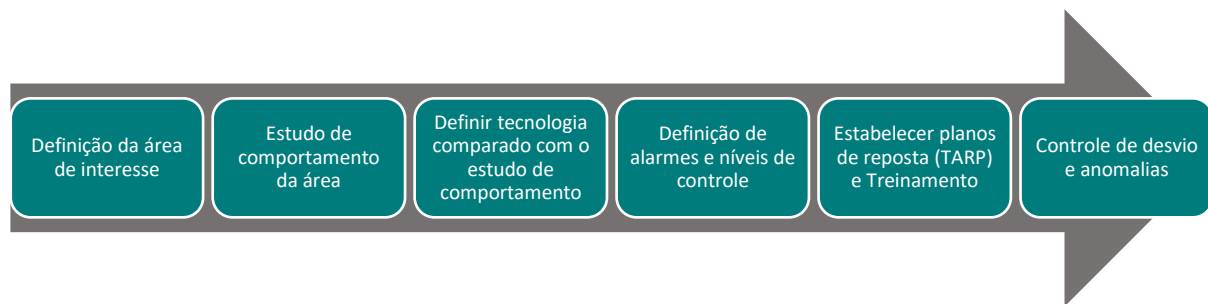 Definição da área
de interesse
Estudo de
comportamento
da área
Definir tecnologia
comparado com o
estudo de
comportamento
Definição de
alarmes e níveis de
controle
Estabelecer planos
de reposta (TARP)
e Treinamento
Controle de desvio
e anomalias